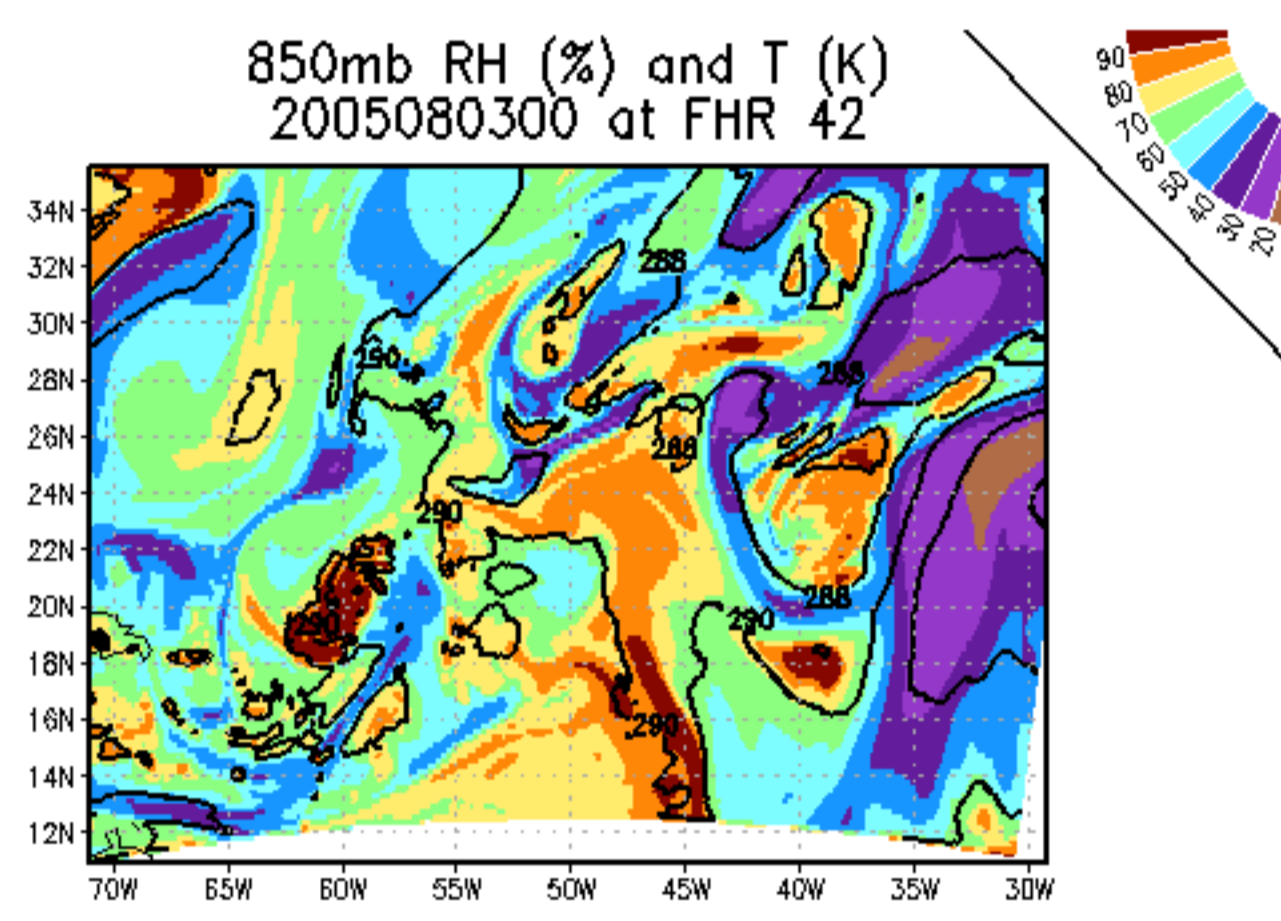 850mb RH (%) and T (K)
2005080300 at FHR 42
90
80
70
60
50
40
30
20
34N
32N
30N
28N
26N
24N
22N
20N
18N
16N
14N
12N
288
290
288
288
290
288
290
290
290
70W
65W
60W
55W
50W
45W
40W
35W
30W